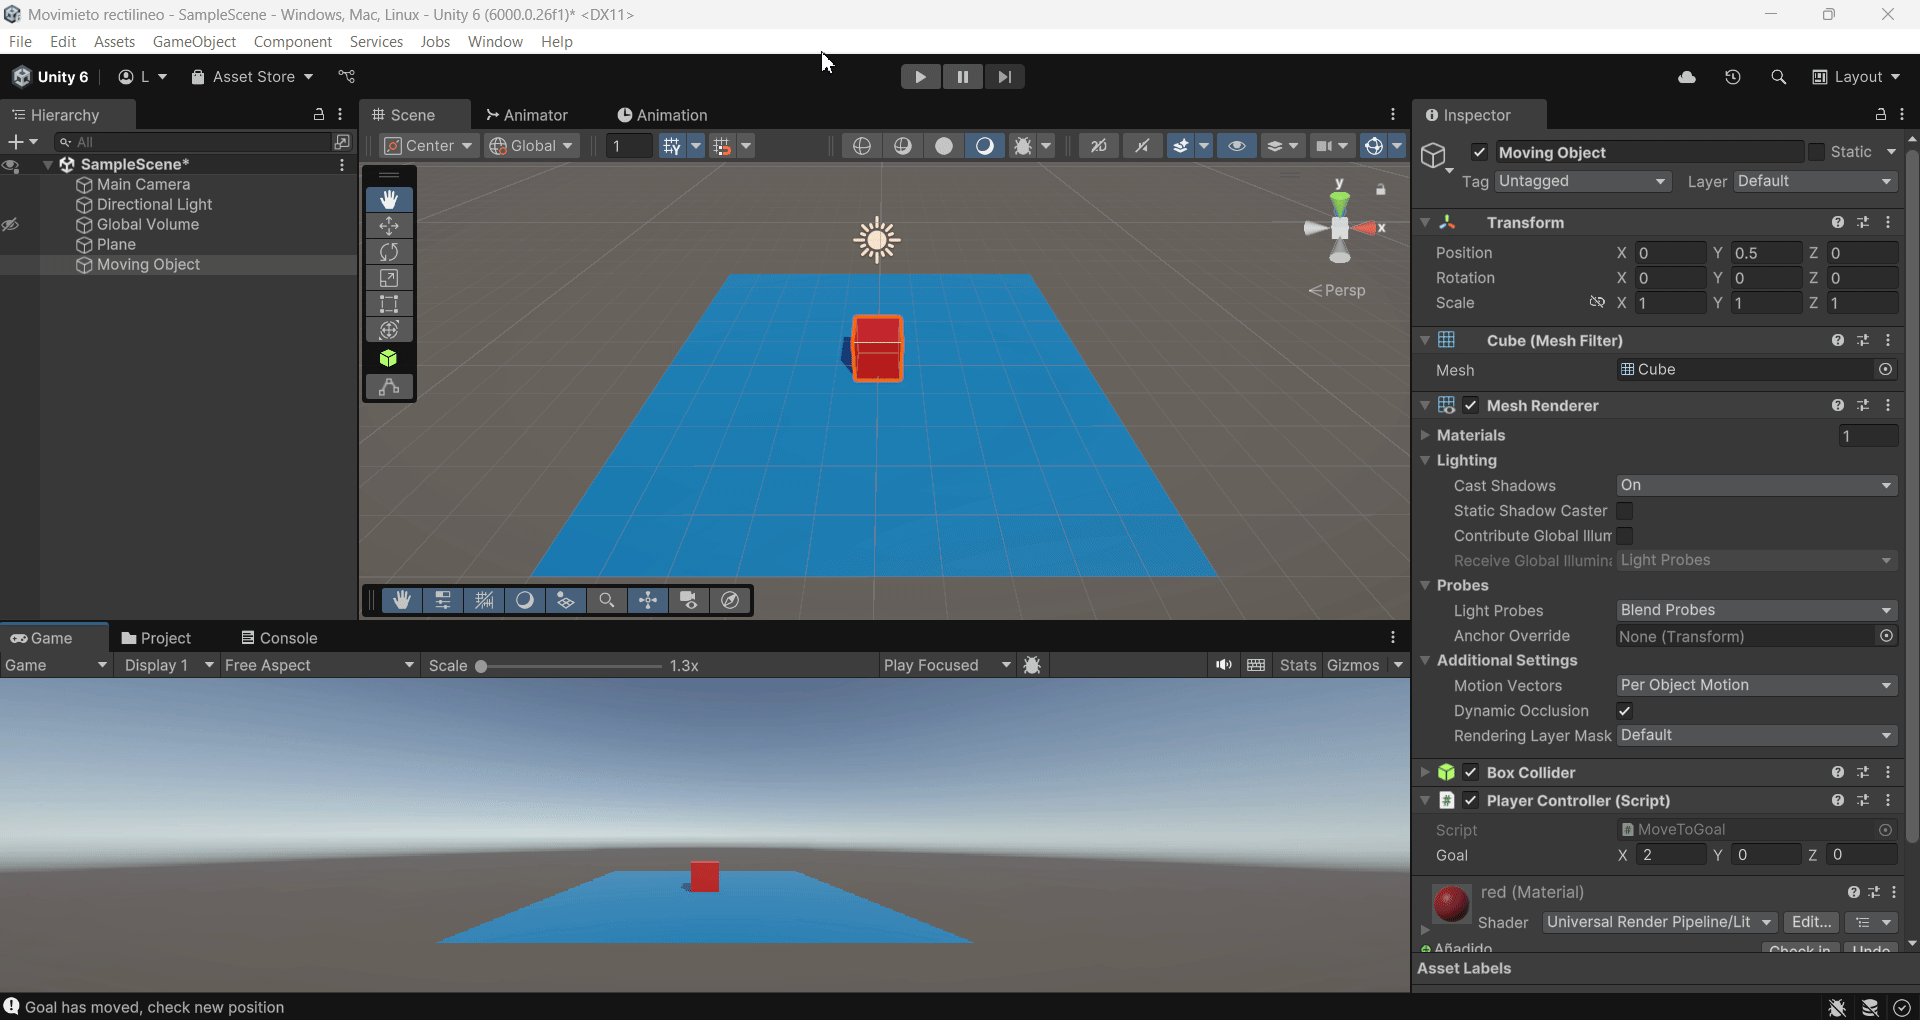 Movimieto rectilineo - SampleScene - Windows, Mac, Linux - Unity 6 (6000.0.26f1)* <DX11>
File Edit Assets GameObject Component Services Jobs Window Help
Unity 6 L Asset Store Layout
Hierarchy
All
SampleScene*
Main Camera
Directional Light
Global Volume
Plane
Moving Object
Scene Animator Animation
Center Global 1 2D
y
x
Persp
Game Project Console
Game Display 1 Free Aspect Scale 1.3x Play Focused Stats Gizmos
Inspector
Moving Object Static
Tag Untagged Layer Default
Transform
Position X 0 Y 0.5 Z 0
Rotation X 0 Y 0 Z 0
Scale X 1 Y 1 Z 1
Cube (Mesh Filter)
Mesh Cube
Mesh Renderer
Materials 1
Lighting
Cast Shadows On
Static Shadow Caster
Contribute Global Illum
Receive Global Illumina Light Probes
Probes
Light Probes Blend Probes
Anchor Override None (Transform)
Additional Settings
Motion Vectors Per Object Motion
Dynamic Occlusion
Rendering Layer Mask Default
Box Collider
Player Controller (Script)
Script MoveToGoal
Goal X 2 Y 0 Z 0
red (Material)
Shader Universal Render Pipeline/Lit Edit...
Añadido Check in Undo
Asset Labels
Goal has moved, check new position